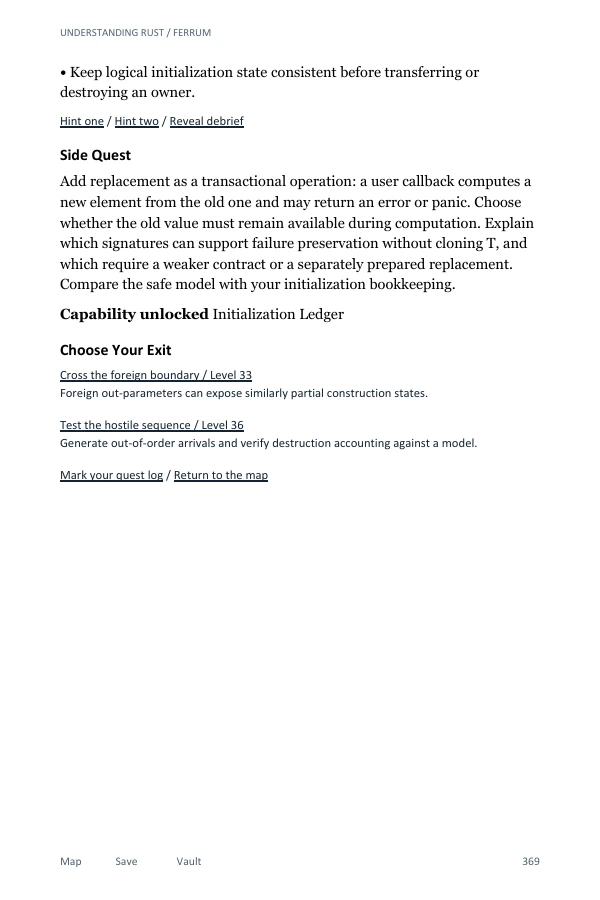 UNDERSTANDING RUST / FERRUM
• Keep logical initialization state consistent before transferring or
destroying an owner.
Hint one / Hint two / Reveal debrief
Side Quest
Add replacement as a transactional operation: a user callback computes a
new element from the old one and may return an error or panic. Choose
whether the old value must remain available during computation. Explain
which signatures can support failure preservation without cloning T, and
which require a weaker contract or a separately prepared replacement.
Compare the safe model with your initialization bookkeeping.
Capability unlocked Initialization Ledger
Choose Your Exit
Cross the foreign boundary / Level 33
Foreign out-parameters can expose similarly partial construction states.
Test the hostile sequence / Level 36
Generate out-of-order arrivals and verify destruction accounting against a model.
Mark your quest log / Return to the map
Map Save Vault 369